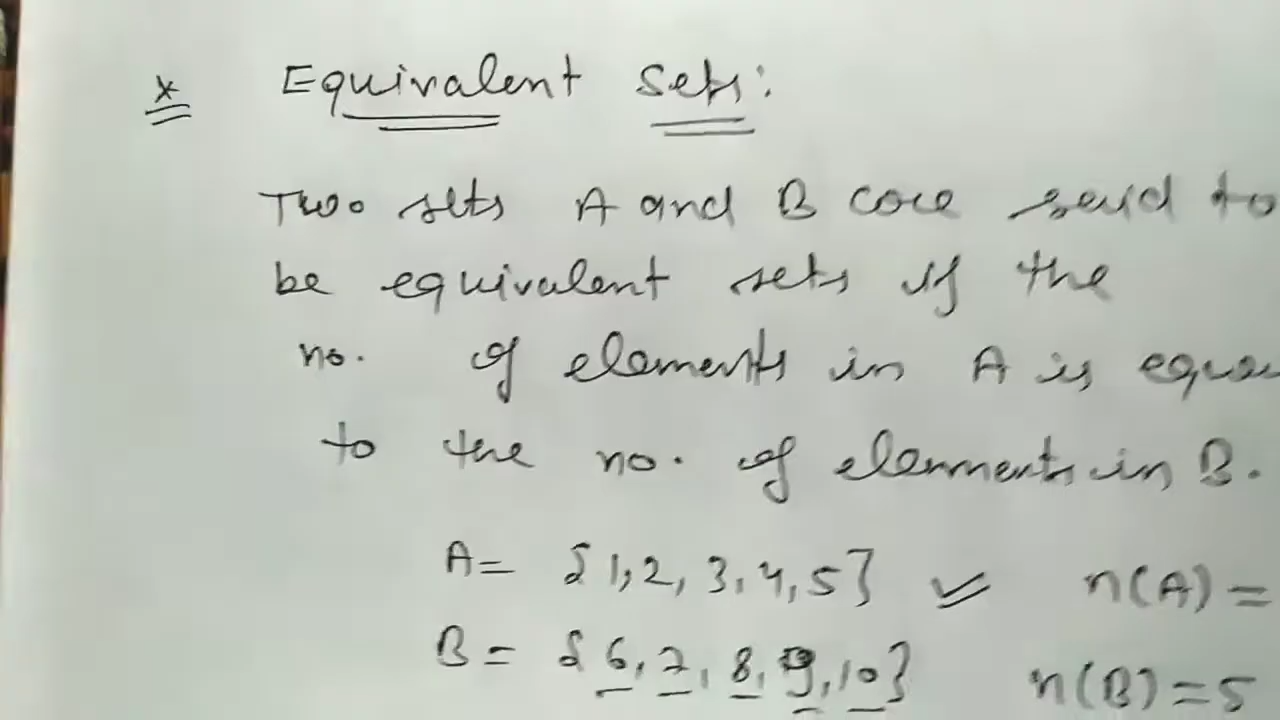 * Equivalent Sets:
Two sets A and B are said to
be equivalent sets if the
no. of elements in A is equa
to the no. of elements in B.
A = {1, 2, 3, 4, 5} ✓ n(A) =
B = {6, 7, 8, 9, 10} n(B) = 5